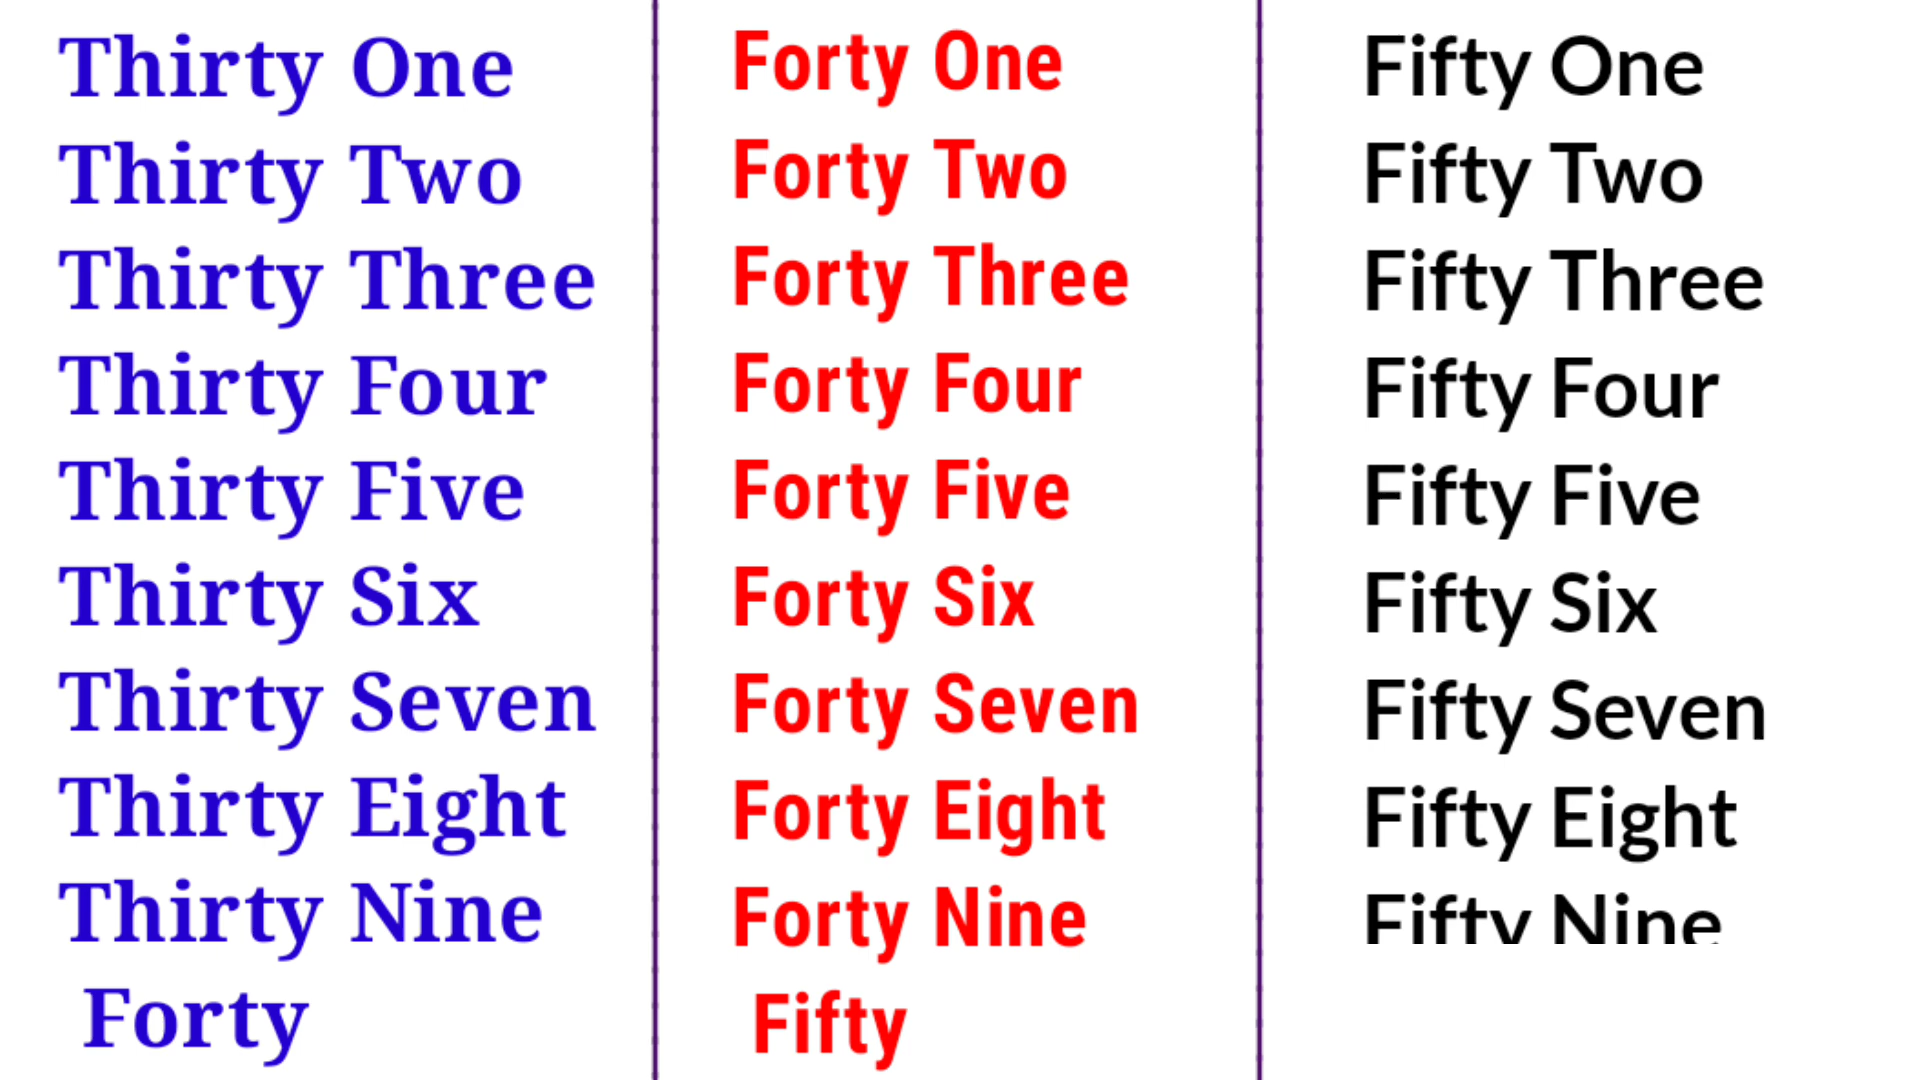 Thirty One
Thirty Two
Thirty Three
Thirty Four
Thirty Five
Thirty Six
Thirty Seven
Thirty Eight
Thirty Nine
Forty
Forty One
Forty Two
Forty Three
Forty Four
Forty Five
Forty Six
Forty Seven
Forty Eight
Forty Nine
Fifty
Fifty One
Fifty Two
Fifty Three
Fifty Four
Fifty Five
Fifty Six
Fifty Seven
Fifty Eight
Fifty Nine